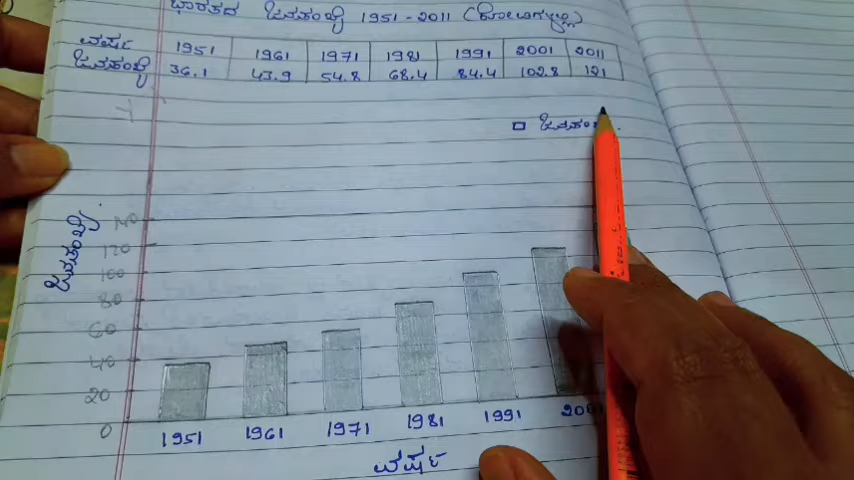 ಭಾರತದ ಜನಸಂಖ್ಯೆ 1951-2011 (ಕೋಟಿಗಳಲ್ಲಿ)
ವರ್ಷ 1951 1961 1971 1981 1991 2001 2011
ಜನಸಂಖ್ಯೆ 36.1 43.9 54.8 68.4 84.4 102.8 121
ಜನಸಂ
ಜನಸಂಖ್ಯೆ
140
120
100
80
60
40
20
0
1951 1961 1971 1981 1991 200
ವರ್ಷ